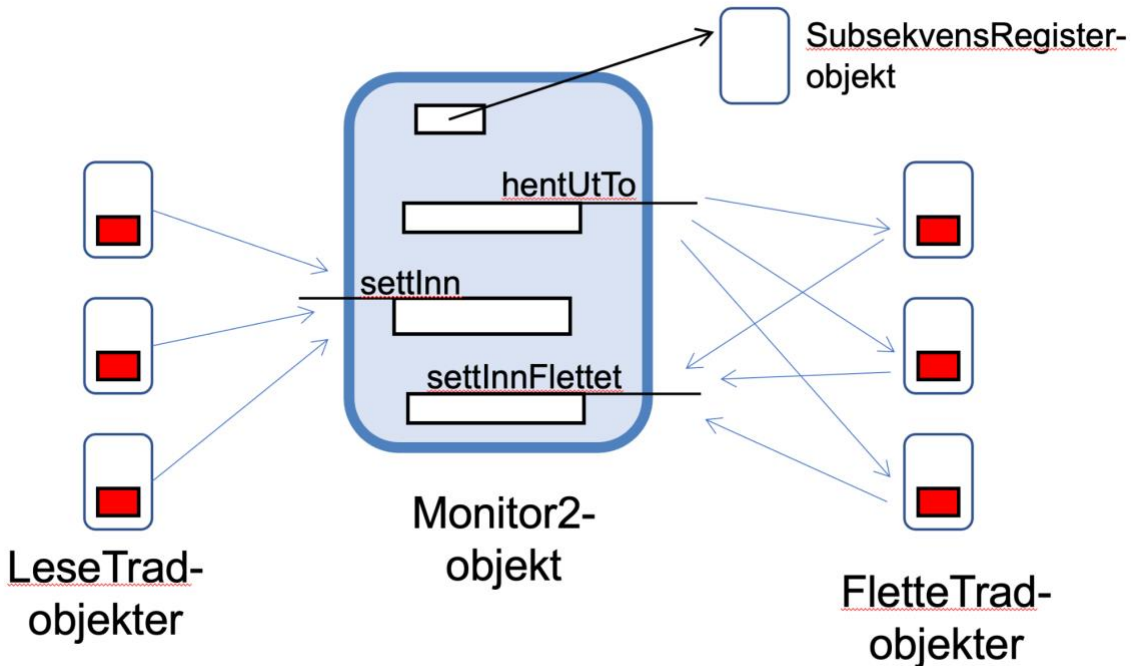 SubsekvensRegister-
objekt
hentUtTo
settInn
settInnFlettet
Monitor2-
objekt
LeseTrad-
objekter
FletteTrad-
objekter